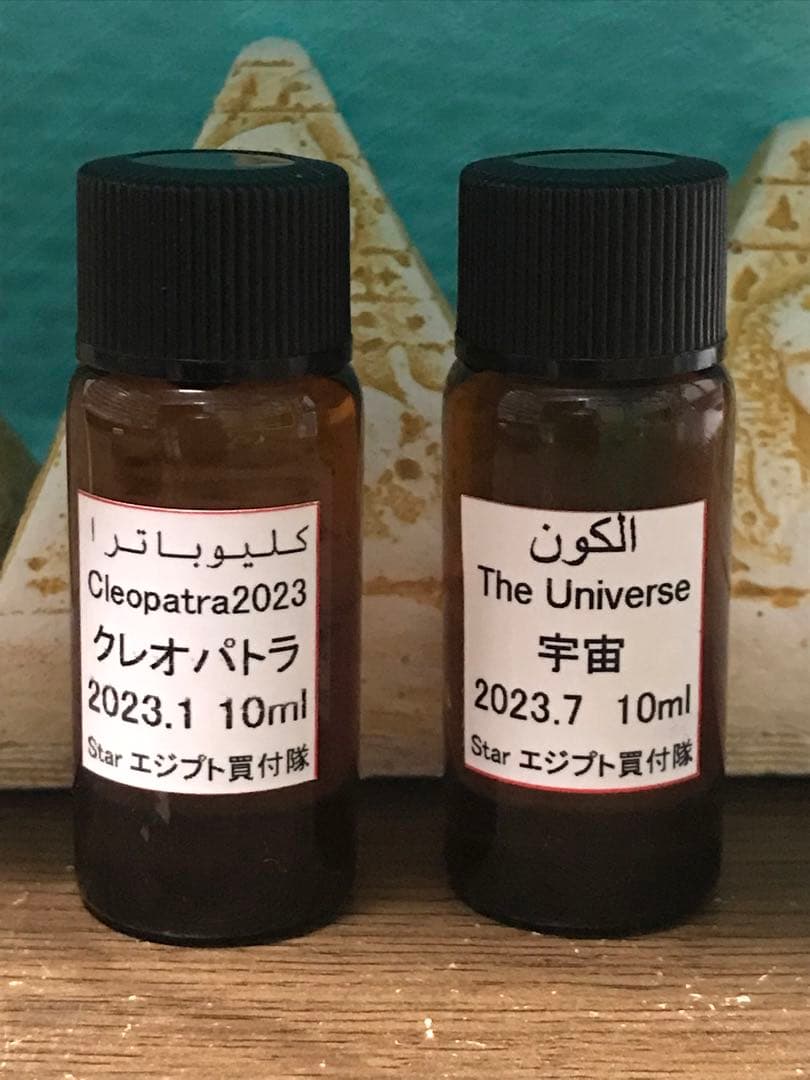 كليوباترا
Cleopatra2023
クレオパトラ
2023.1 10ml
Star エジプト買付隊
الكون
The Universe
宇宙
2023.7 10ml
Star エジプト買付隊